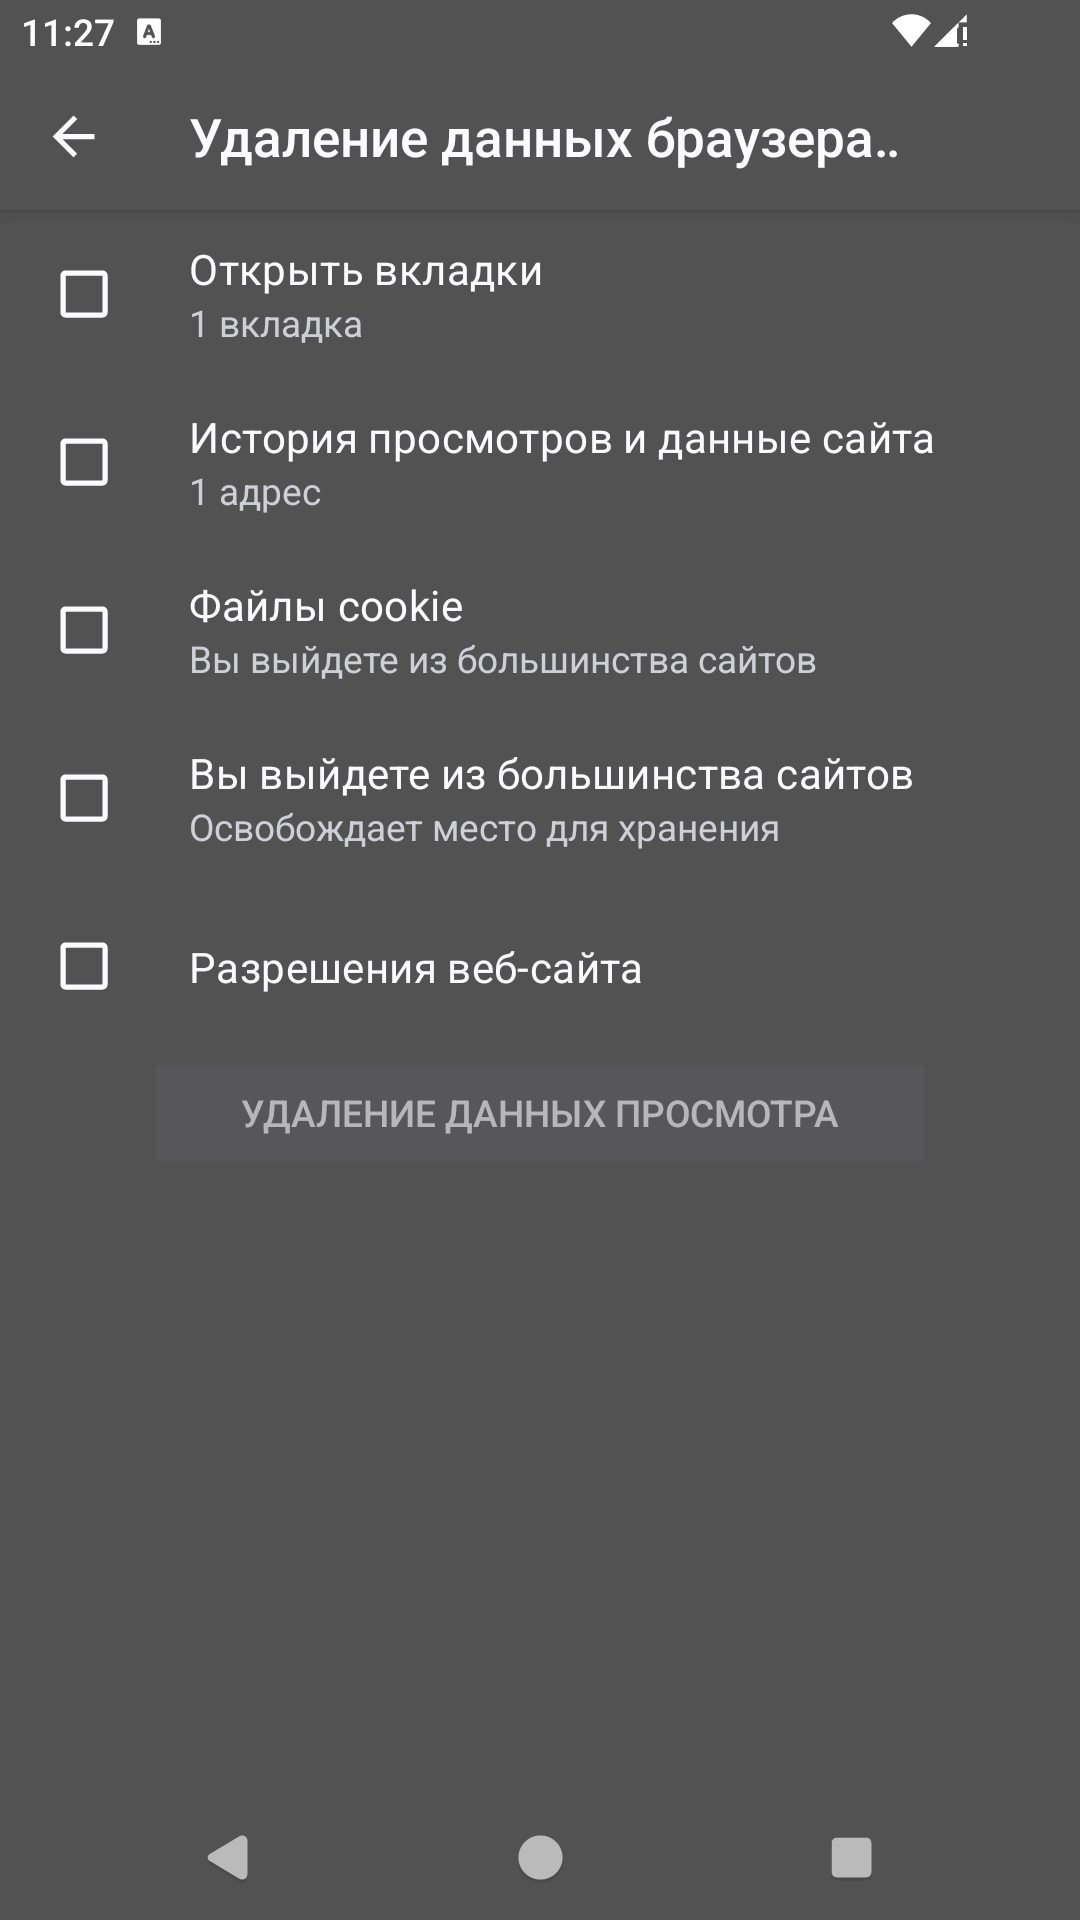 11:27
Удаление данных браузера..
Открыть вкладки
1 вкладка
История просмотров и данные сайта
1 адрес
Файлы cookie
Вы выйдете из большинства сайтов
Вы выйдете из большинства сайтов
Освобождает место для хранения
Разрешения веб-сайта
УДАЛЕНИЕ ДАННЫХ ПРОСМОТРА